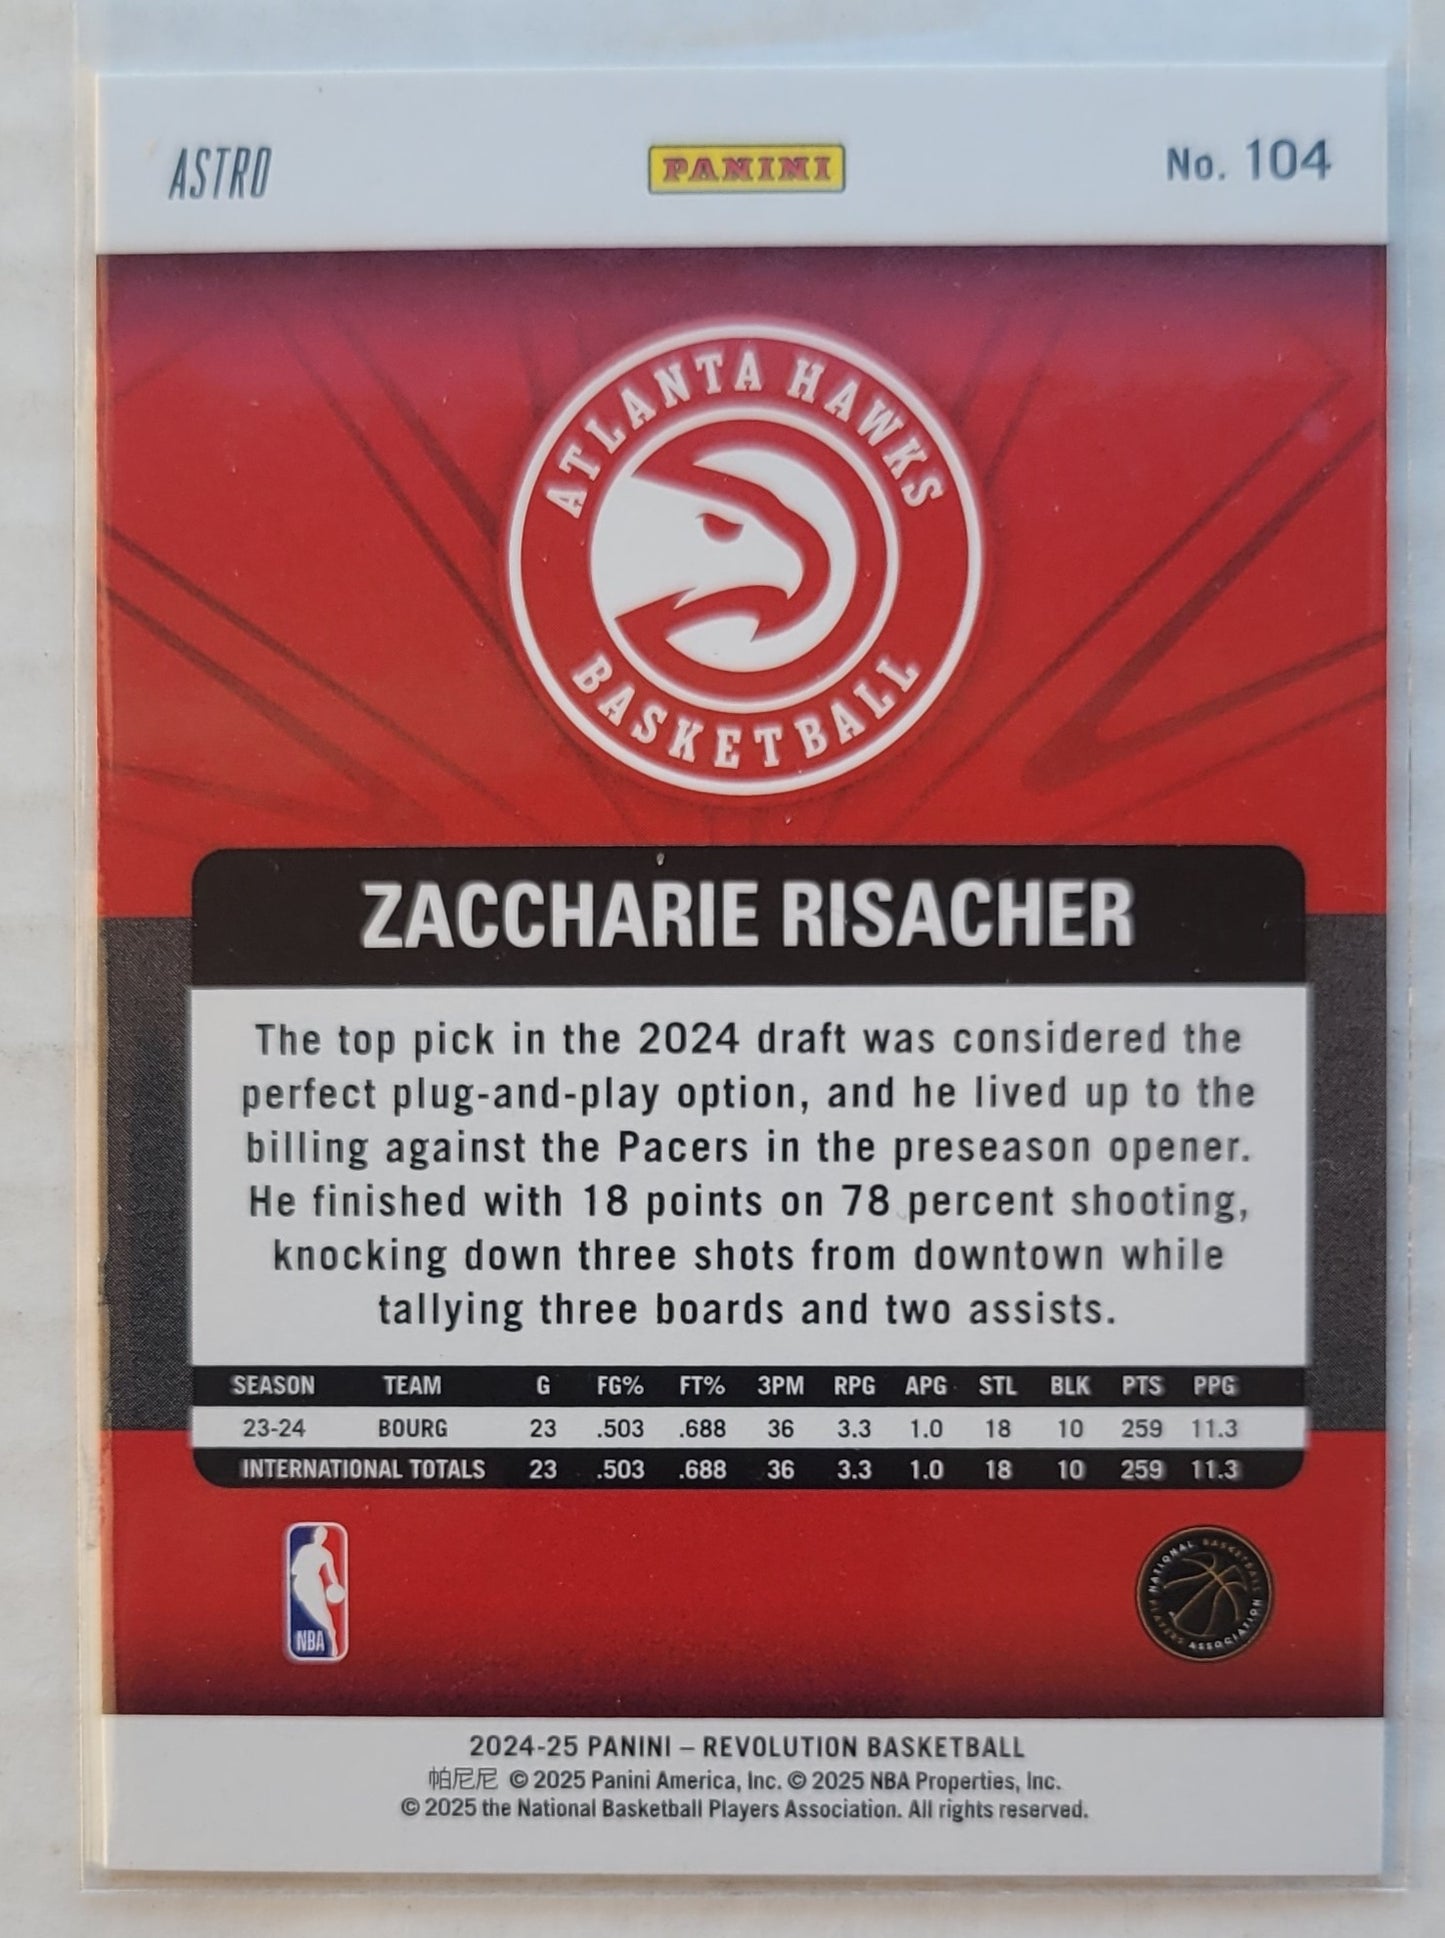 ASTRO
PANINI
No. 104
ATLANTA HAWKS
BASKETBALL
ZACCHARIE RISACHER
The top pick in the 2024 draft was considered the
perfect plug-and-play option, and he lived up to the
billing against the Pacers in the preseason opener.
He finished with 18 points on 78 percent shooting,
knocking down three shots from downtown while
tallying three boards and two assists.
SEASON TEAM G FG% FT% 3PM RPG APG STL BLK PTS PPG
23-24 BOURG 23 .503 .688 36 3.3 1.0 18 10 259 11.3
INTERNATIONAL TOTALS 23 .503 .688 36 3.3 1.0 18 10 259 11.3
NBA
NATIONAL BASKETBALL
PLAYERS ASSOCIATION
2024-25 PANINI – REVOLUTION BASKETBALL
帕尼尼 © 2025 Panini America, Inc. © 2025 NBA Properties, Inc.
© 2025 the National Basketball Players Association. All rights reserved.